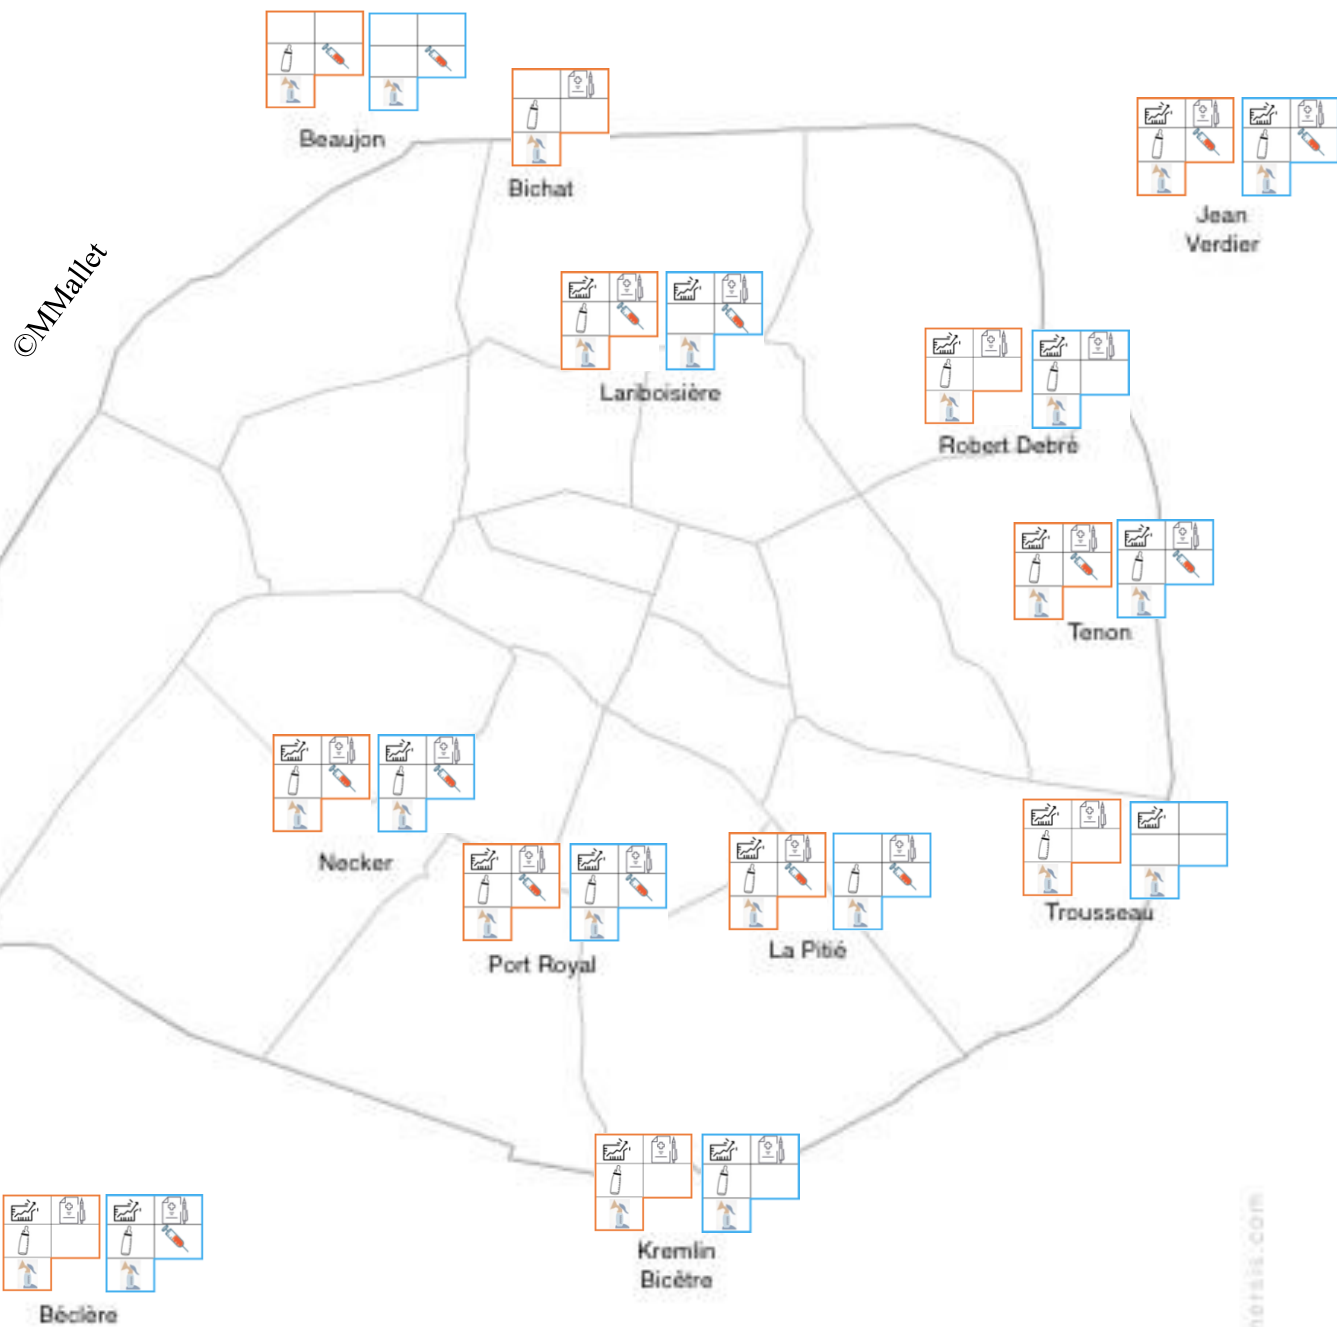 Beaujon
Bichat
Jean
Verdier
©MMallet
Lariboisière
Robert Debré
Tenon
Necker
Trousseau
La Pitié
Port Royal
Kremlin
Bicêtre
Béclère